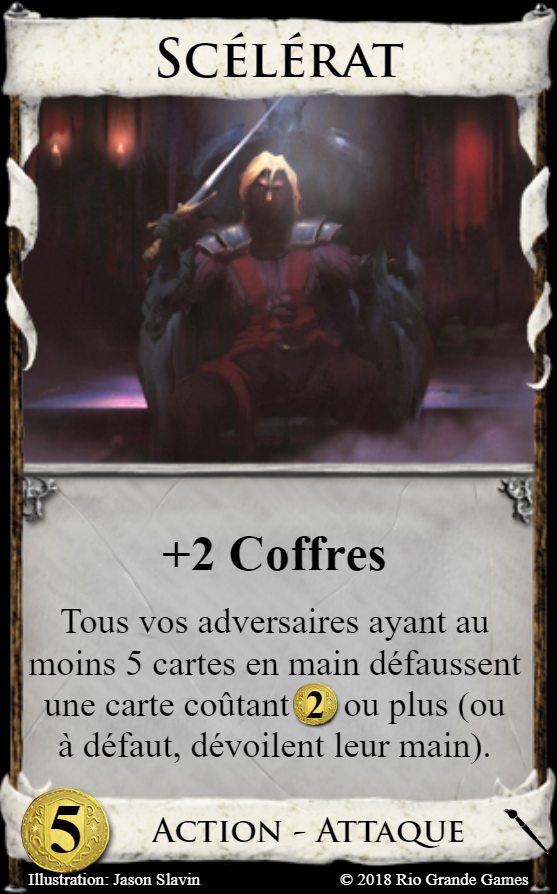 Scélérat
+2 Coffres
Tous vos adversaires ayant au
moins 5 cartes en main défaussent
une carte coûtant 2 ou plus (ou
à défaut, dévoilent leur main).
5 Action - Attaque
Illustration: Jason Slavin © 2018 Rio Grande Games